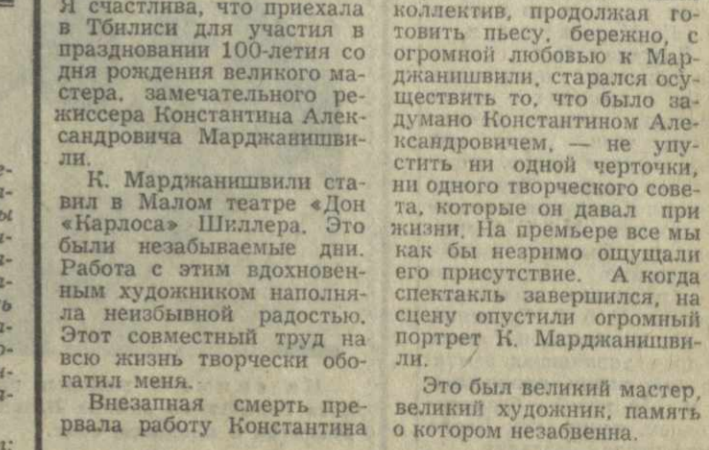 Я счастлива, что приехала
в Тбилиси для участия в
праздновании 100-летия со
дня рождения великого ма-
стера, замечательного ре-
жиссера Константина Алек-
сандровича Марджанишви-
ли.
К. Марджанишвили ста-
вил в Малом театре «Дон
«Карлоса» Шиллера. Это
были незабываемые дни.
Работа с этим вдохновен-
ным художником наполня-
ла неизбывной радостью.
Этот совместный труд на
всю жизнь творчески обо-
гатил меня.
Внезапная смерть пре-
рвала работу Константина
коллектив, продолжая го-
товить пьесу, бережно, с
огромной любовью к Мар-
джанишвили, старался осу-
ществить то, что было за-
думано Константином Але-
ксандровичем, — не упу-
стить ни одной черточки,
ни одного творческого сове-
та, которые он давал при
жизни. На премьере все мы
как бы незримо ощущали
его присутствие. А когда
спектакль завершился, на
сцену опустили огромный
портрет К. Марджанишви-
ли.
Это был великий мастер,
великий художник, память
о котором незабвенна.